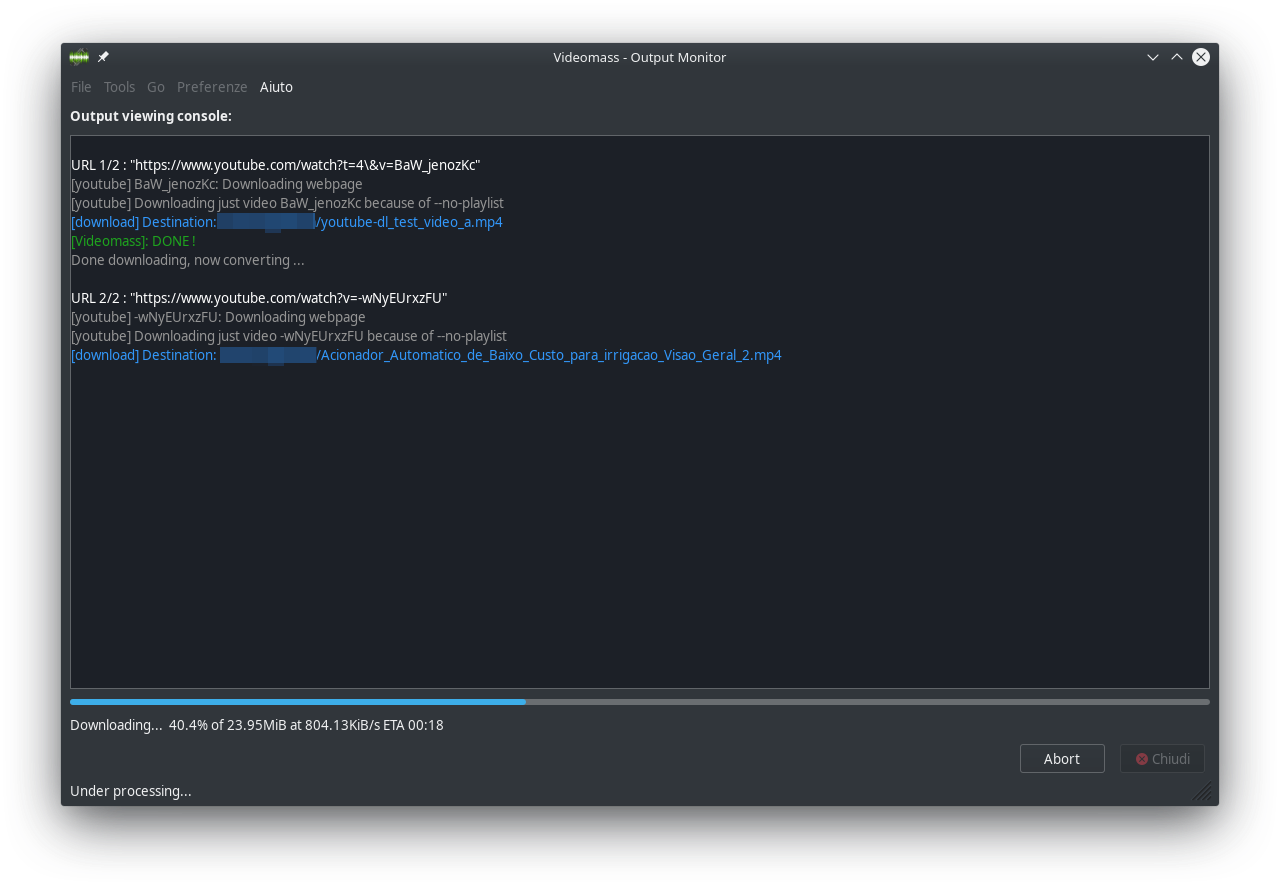 Videomass - Output Monitor
File Tools Go Preferenze Aiuto
Output viewing console:
URL 1/2 : "https://www.youtube.com/watch?t=4\&v=BaW_jenozKc"
[youtube] BaW_jenozKc: Downloading webpage
[youtube] Downloading just video BaW_jenozKc because of --no-playlist
[download] Destination: /youtube-dl_test_video_a.mp4
[Videomass]: DONE !
Done downloading, now converting ...
URL 2/2 : "https://www.youtube.com/watch?v=-wNyEUrxzFU"
[youtube] -wNyEUrxzFU: Downloading webpage
[youtube] Downloading just video -wNyEUrxzFU because of --no-playlist
[download] Destination: /Acionador_Automatico_de_Baixo_Custo_para_irrigacao_Visao_Geral_2.mp4
Downloading... 40.4% of 23.95MiB at 804.13KiB/s ETA 00:18
Abort Chiudi
Under processing...